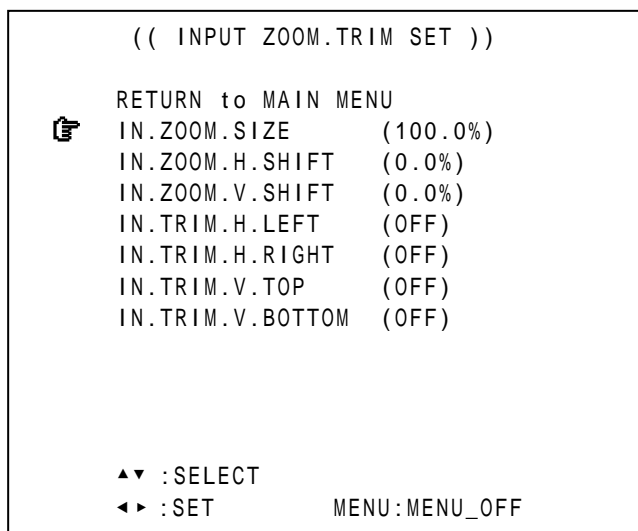 (( INPUT ZOOM.TRIM SET ))
RETURN to MAIN MENU
IN.ZOOM.SIZE (100.0%)
IN.ZOOM.H.SHIFT (0.0%)
IN.ZOOM.V.SHIFT (0.0%)
IN.TRIM.H.LEFT (OFF)
IN.TRIM.H.RIGHT (OFF)
IN.TRIM.V.TOP (OFF)
IN.TRIM.V.BOTTOM (OFF)
▲▼ :SELECT
◄► :SET MENU:MENU_OFF